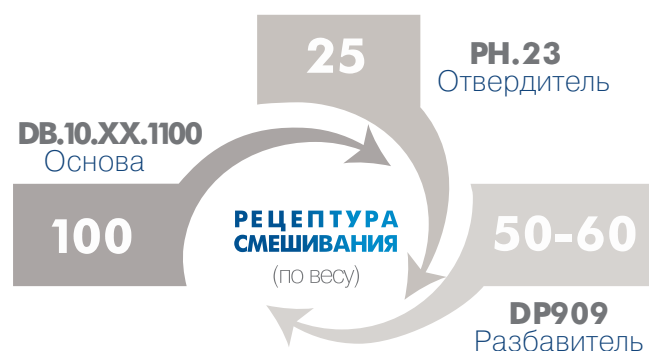 25
PH.23
Отвердитель
DB.10.XX.1100
Основа
100
РЕЦЕПТУРА
СМЕШИВАНИЯ
(по весу)
50-60
DP909
Разбавитель